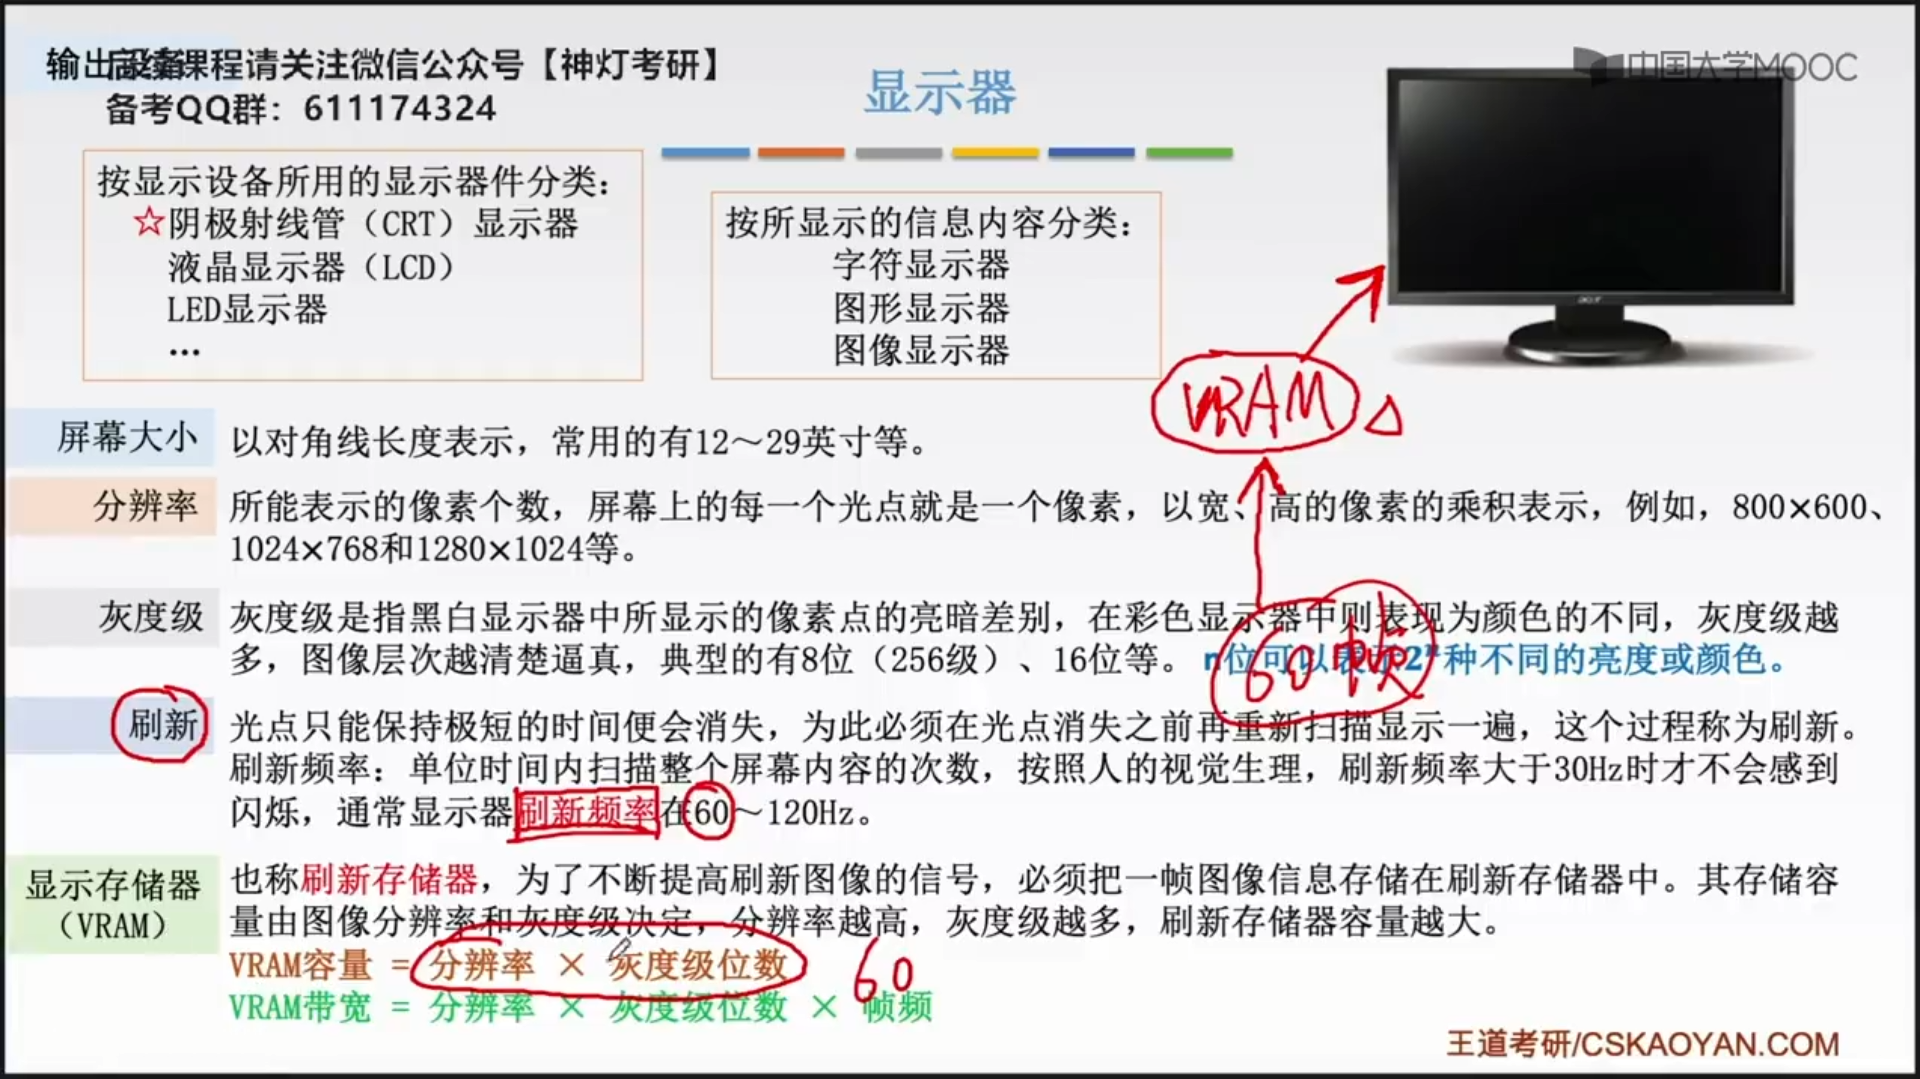 输出设备
后续课程请关注微信公众号【神灯考研】
备考QQ群：611174324
显示器
中国大学MOOC
按显示设备所用的显示器件分类：
☆阴极射线管（CRT）显示器
液晶显示器（LCD）
LED显示器
…
按所显示的信息内容分类：
字符显示器
图形显示器
图像显示器
acer
VRAM
屏幕大小
以对角线长度表示，常用的有12～29英寸等。
分辨率
所能表示的像素个数，屏幕上的每一个光点就是一个像素，以宽、高的像素的乘积表示，例如，800×600、
1024×768和1280×1024等。
灰度级
灰度级是指黑白显示器中所显示的像素点的亮暗差别，在彩色显示器中则表现为颜色的不同，灰度级越
多，图像层次越清楚逼真，典型的有8位（256级）、16位等。 n位可以表示2ⁿ种不同的亮度或颜色。
60帧
刷新
光点只能保持极短的时间便会消失，为此必须在光点消失之前再重新扫描显示一遍，这个过程称为刷新。
刷新频率：单位时间内扫描整个屏幕内容的次数，按照人的视觉生理，刷新频率大于30Hz时才不会感到
闪烁，通常显示器刷新频率在60～120Hz。
显示存储器
（VRAM）
也称刷新存储器，为了不断提高刷新图像的信号，必须把一帧图像信息存储在刷新存储器中。其存储容
量由图像分辨率和灰度级决定，分辨率越高，灰度级越多，刷新存储器容量越大。
VRAM容量 = 分辨率 × 灰度级位数
60
VRAM带宽 = 分辨率 × 灰度级位数 × 帧频
王道考研/CSKAOYAN.COM